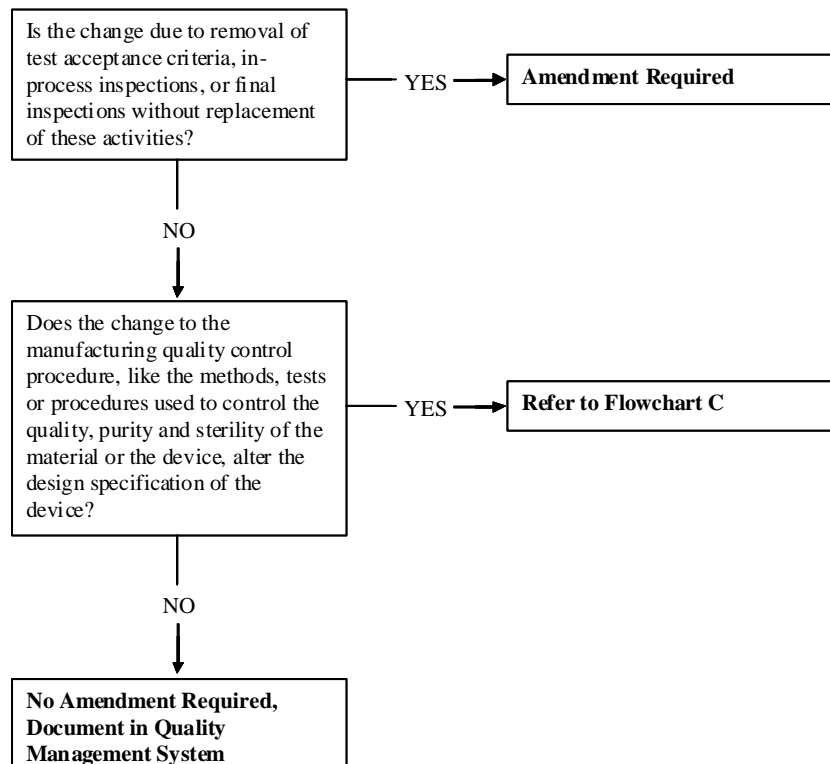 Is the change due to removal of
test acceptance criteria, in-
process inspections, or final
inspections without replacement
of these activities?
YES
Amendment Required
NO
Does the change to the
manufacturing quality control
procedure, like the methods, tests
or procedures used to control the
quality, purity and sterility of the
material or the device, alter the
design specification of the
device?
YES
Refer to Flowchart C
NO
No Amendment Required,
Document in Quality
Management System